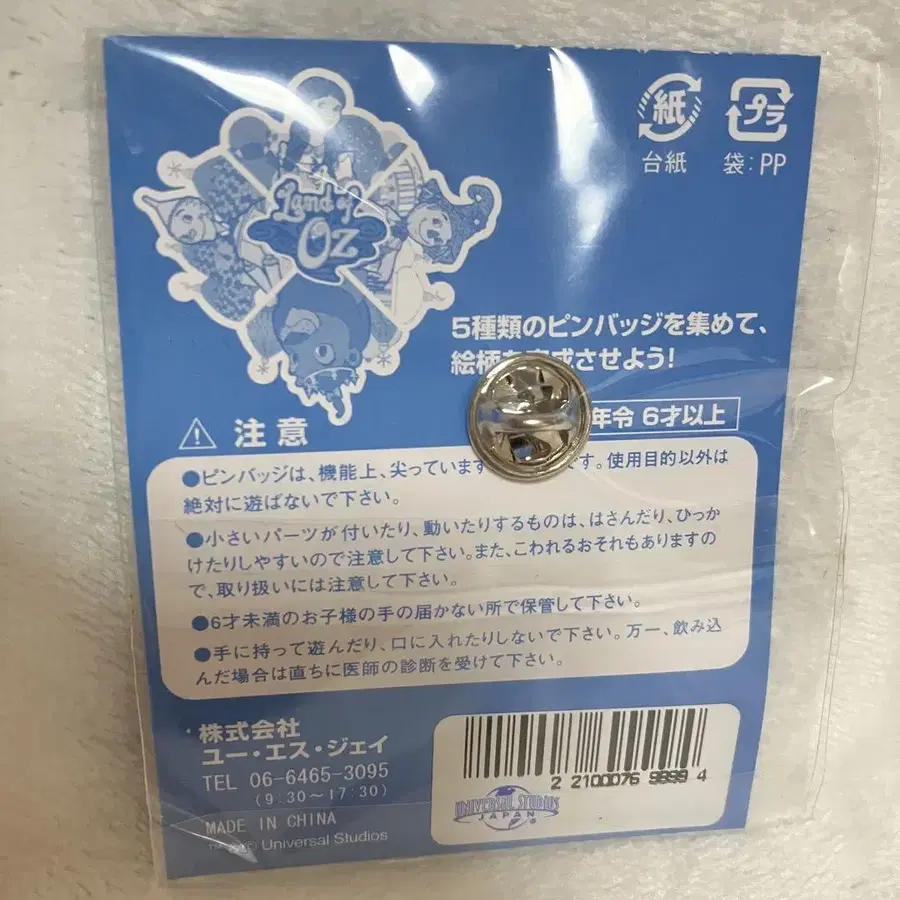 紙
プラ
台紙
袋:PP
Land of
Oz
5種類のピンバッジを集めて、
絵柄 成させよう!
年令 6才以上
注意
●ピンバッジは、機能上、尖っています す。使用目的以外は
絶対に遊ばないで下さい。
●小さいパーツが付いたり、動いたりするものは、はさんだり、ひっか
けたりしやすいので注意して下さい。また、こわれるおそれもありますの
で、取り扱いには注意して下さい。
●6才未満のお子様の手の届かない所で保管して下さい。
●手に持って遊んだり、口に入れたりしないで下さい。万一、飲み込
んだ場合は直ちに医師の診断を受けて下さい。
株式会社
ユー・エス・ジェイ
TEL 06-6465-3095
(9:30〜17:30)
MADE IN CHINA
Universal Studios
2 2100076 9999 4
UNIVERSAL STUDIOS
JAPAN